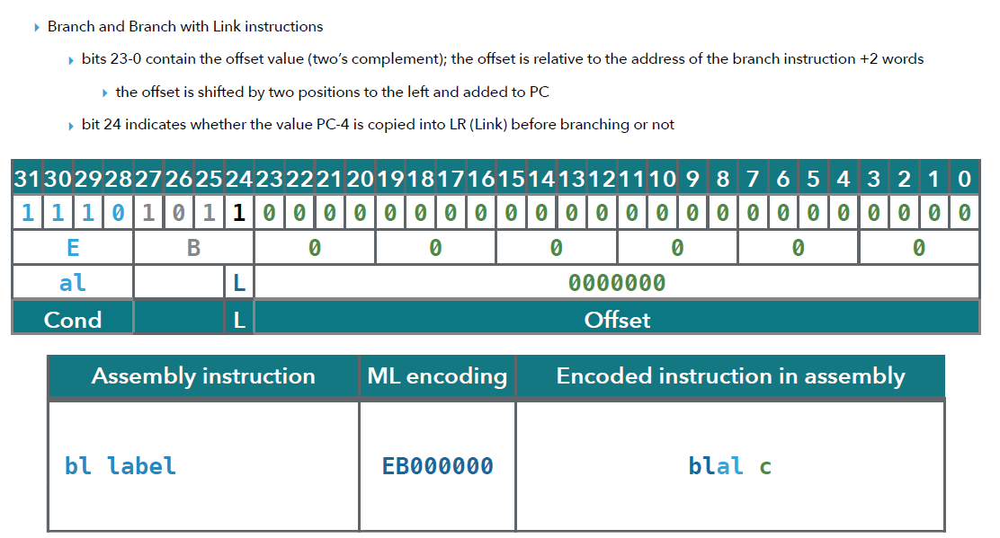 Branch and Branch with Link instructions
bits 23-0 contain the offset value (two’s complement); the offset is relative to the address of the branch instruction +2 words
the offset is shifted by two positions to the left and added to PC
bit 24 indicates whether the value PC-4 is copied into LR (Link) before branching or not
31 30 29 28 27 26 25 24 23 22 21 20 19 18 17 16 15 14 13 12 11 10 9 8 7 6 5 4 3 2 1 0
1 1 1 0 1 0 1 1 0 0 0 0 0 0 0 0 0 0 0 0 0 0 0 0 0 0 0 0 0 0 0 0
E B 0 0 0 0 0 0
al L 0000000
Cond L Offset
Assembly instruction ML encoding Encoded instruction in assembly
bl label EB000000 blal c